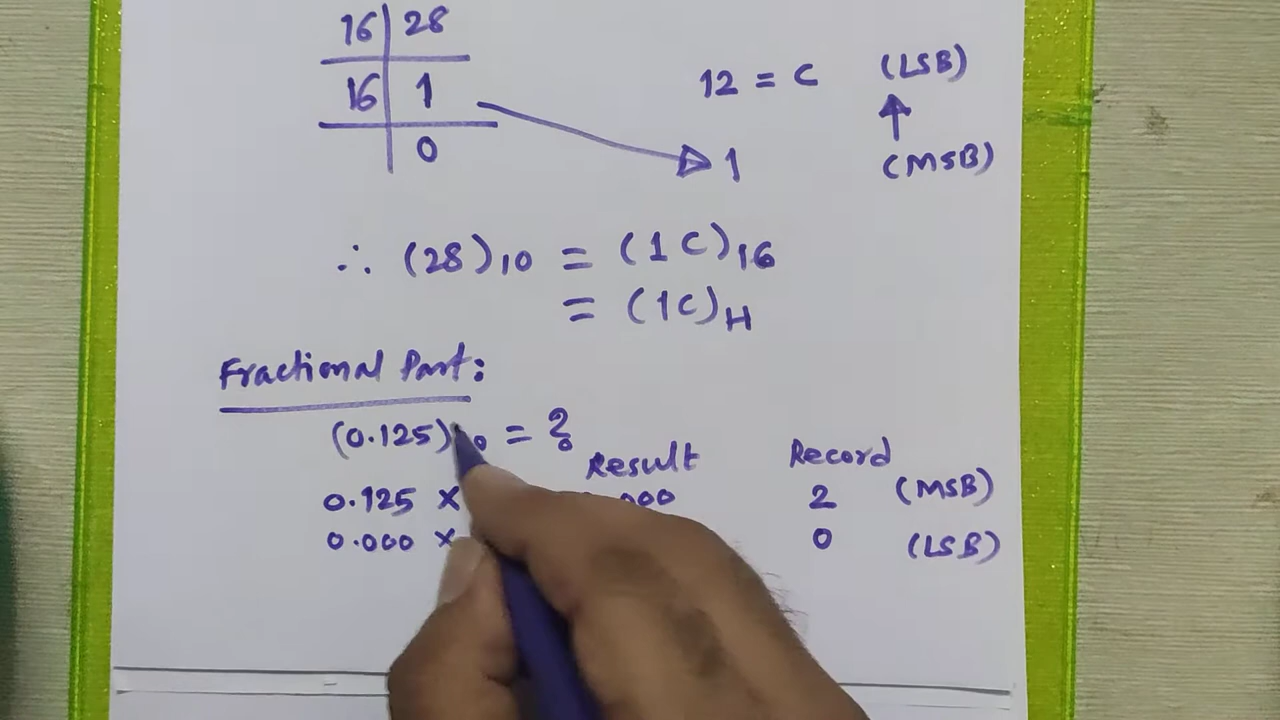 16 28
16 1 12 = C (LSB)
0 1 (MSB)
∴ (28)10 = (1C)16
= (1C)H
Fractional Part:
(0.125) = ?
Result Record
0.125 × 2 (MSB)
0.000 × 0 (LSB)